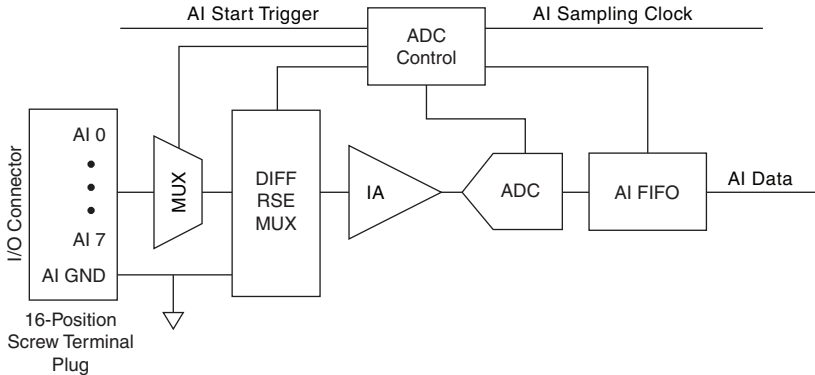 AI Start Trigger
ADC
Control
AI Sampling Clock
I/O Connector
AI 0
AI 7
AI GND
MUX
DIFF
RSE
MUX
IA
ADC
AI FIFO
AI Data
16-Position
Screw Terminal
Plug